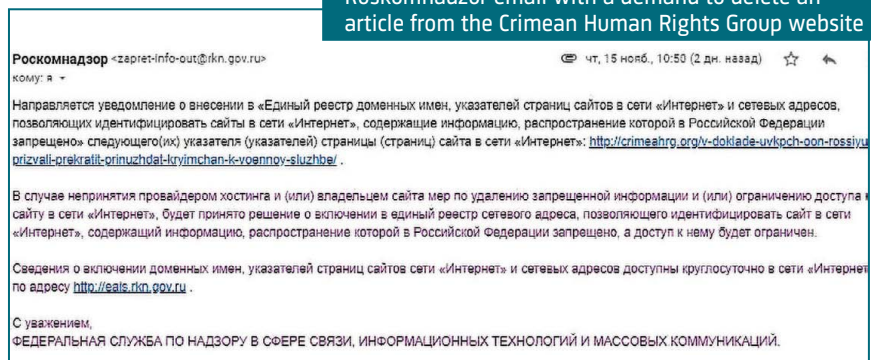 Roskomnadzor email with a demand to delete an
article from the Crimean Human Rights Group website
Роскомнадзор <zapret-info-out@rkn.gov.ru>
чт, 15 нояб., 10:50 (2 дн. назад)
кому: я
Направляется уведомление о внесении в «Единый реестр доменных имен, указателей страниц сайтов в сети «Интернет» и сетевых адресов,
позволяющих идентифицировать сайты в сети «Интернет», содержащие информацию, распространение которой в Российской Федерации
запрещено» следующего(их) указателя (указателей) страницы (страниц) сайта в сети «Интернет»: http://crimeahrg.org/v-doklade-uvkpch-oon-rossiyu
prizvali-prekratit-prinuzhdat-kryimchan-k-voennoy-sluzhbe/ .
В случае непринятия провайдером хостинга и (или) владельцем сайта мер по удалению запрещенной информации и (или) ограничению доступа к
сайту в сети «Интернет», будет принято решение о включении в единый реестр сетевого адреса, позволяющего идентифицировать сайт в сети
«Интернет», содержащий информацию, распространение которой в Российской Федерации запрещено, а доступ к нему будет ограничен.
Сведения о включении доменных имен, указателей страниц сайтов сети «Интернет» и сетевых адресов доступны круглосуточно в сети «Интернет
по адресу http://eais.rkn.gov.ru .
С уважением,
ФЕДЕРАЛЬНАЯ СЛУЖБА ПО НАДЗОРУ В СФЕРЕ СВЯЗИ, ИНФОРМАЦИОННЫХ ТЕХНОЛОГИЙ И МАССОВЫХ КОММУНИКАЦИЙ.